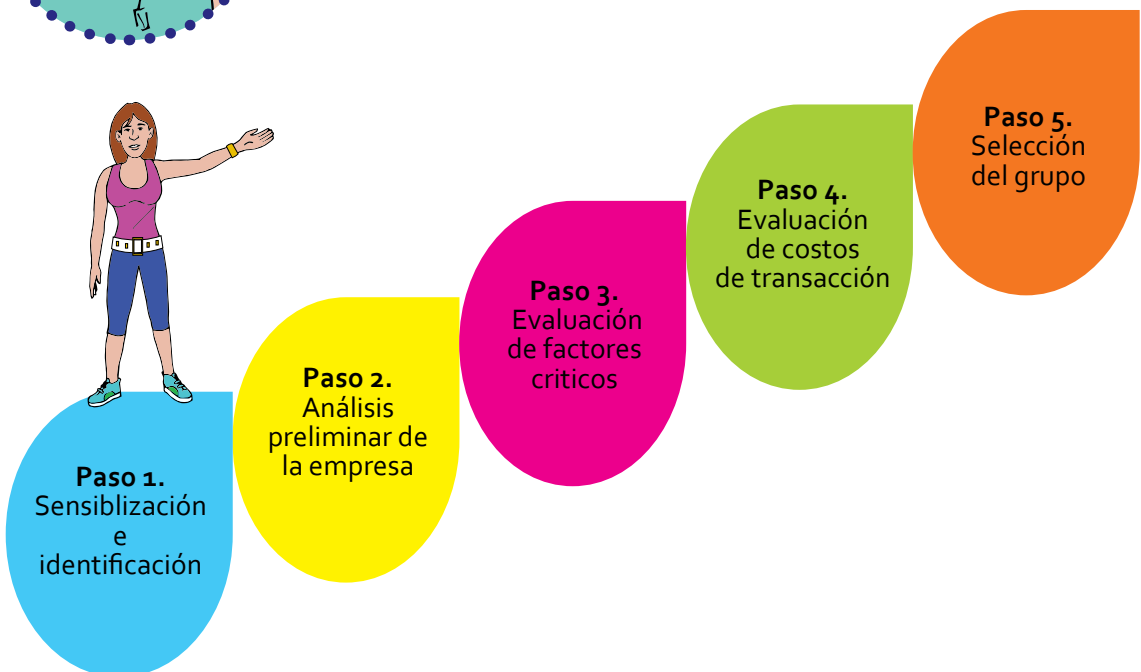 Paso 1.
Sensiblización
e
identificación
Paso 2.
Análisis
preliminar de
la empresa
Paso 3.
Evaluación
de factores
criticos
Paso 4.
Evaluación
de costos
de transacción
Paso 5.
Selección
del grupo